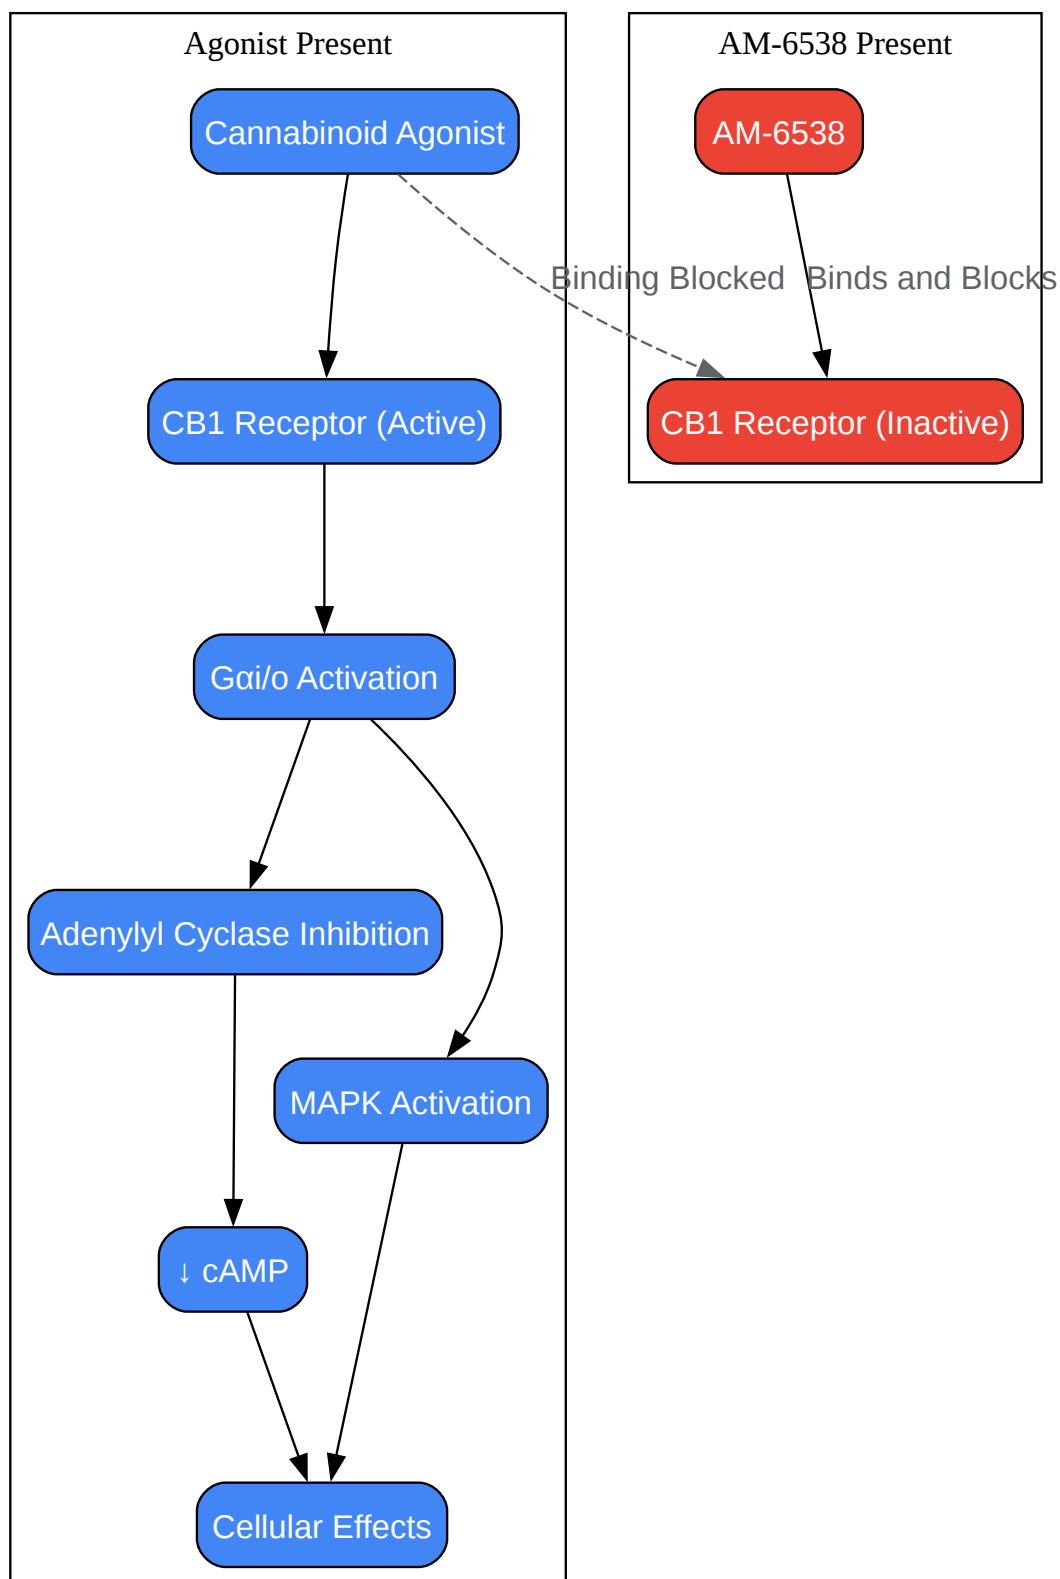 Agonist Present
AM-6538 Present
Cannabinoid Agonist
AM-6538
Binding Blocked
Binds and Blocks
CB1 Receptor (Active)
CB1 Receptor (Inactive)
Gαi/o Activation
Adenylyl Cyclase Inhibition
MAPK Activation
↓ cAMP
Cellular Effects